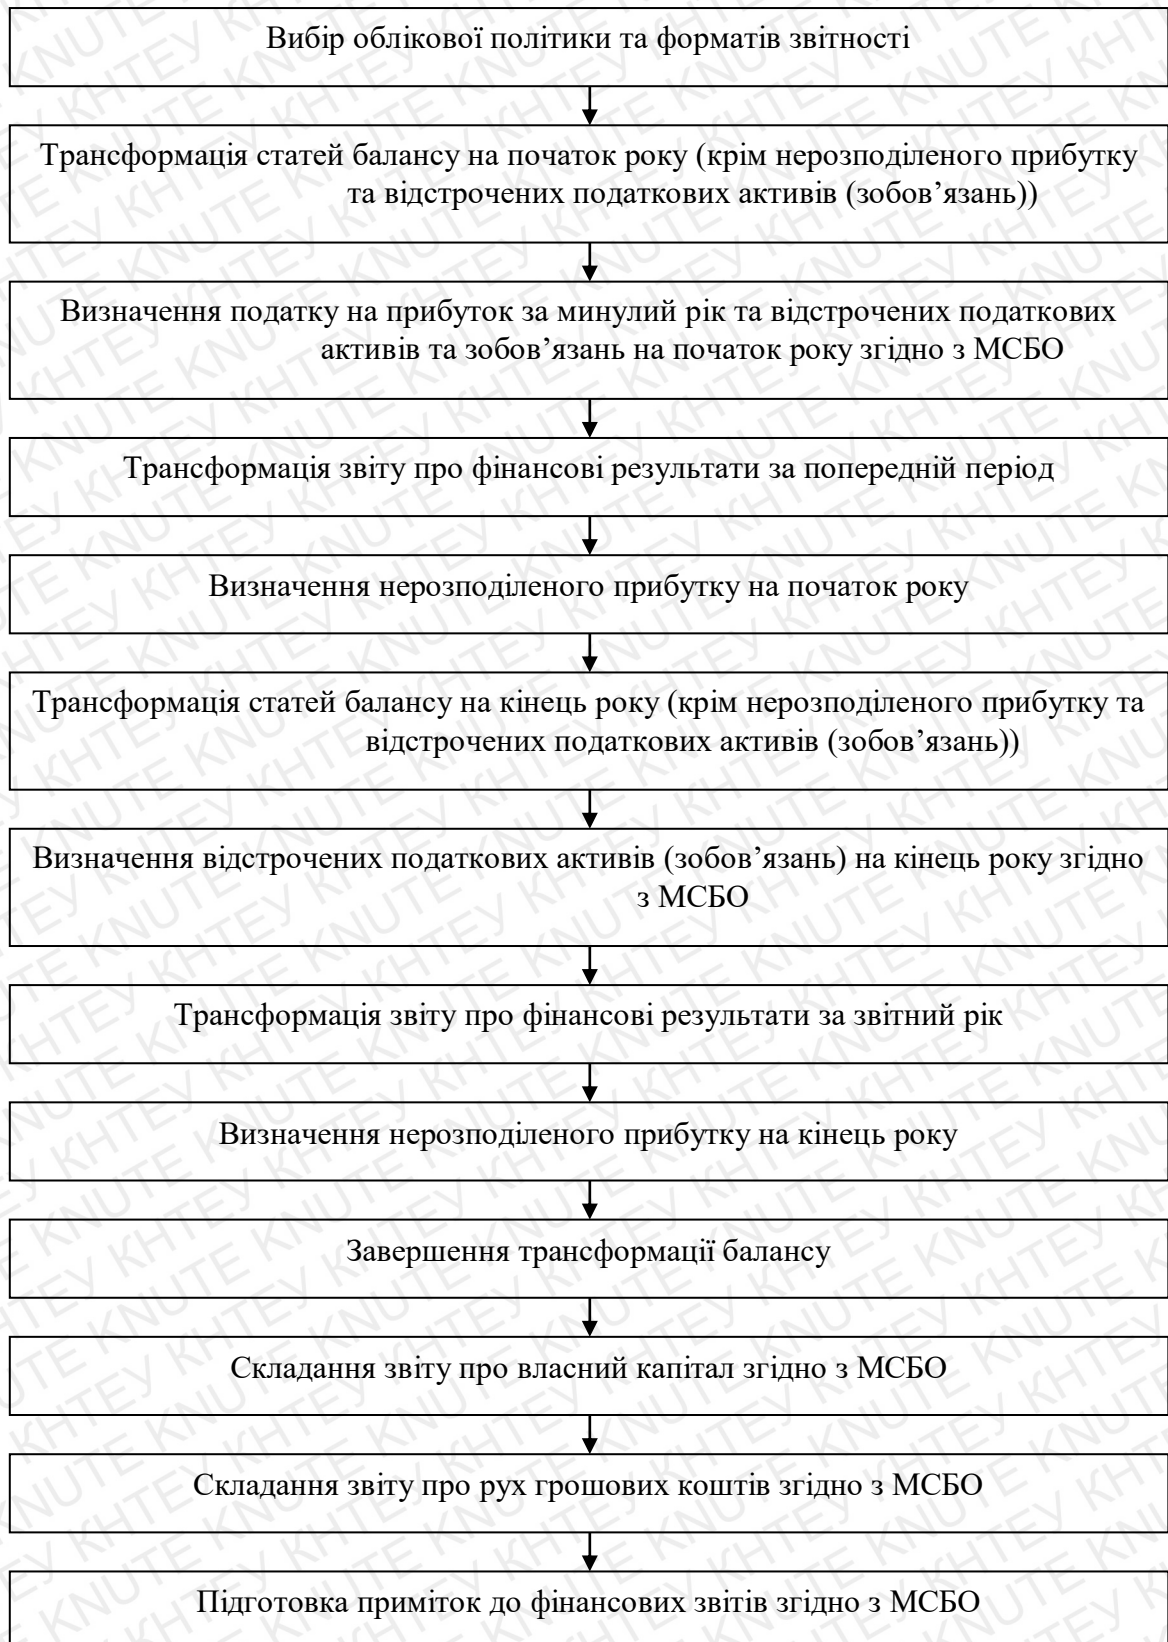 Вибір облікової політики та форматів звітності
Трансформація статей балансу на початок року (крім нерозподіленого прибутку
та відстрочених податкових активів (зобов’язань))
Визначення податку на прибуток за минулий рік та відстрочених податкових
активів та зобов’язань на початок року згідно з МСБО
Трансформація звіту про фінансові результати за попередній період
Визначення нерозподіленого прибутку на початок року
Трансформація статей балансу на кінець року (крім нерозподіленого прибутку та
відстрочених податкових активів (зобов’язань))
Визначення відстрочених податкових активів (зобов’язань) на кінець року згідно
з МСБО
Трансформація звіту про фінансові результати за звітний рік
Визначення нерозподіленого прибутку на кінець року
Завершення трансформації балансу
Складання звіту про власний капітал згідно з МСБО
Складання звіту про рух грошових коштів згідно з МСБО
Підготовка приміток до фінансових звітів згідно з МСБО